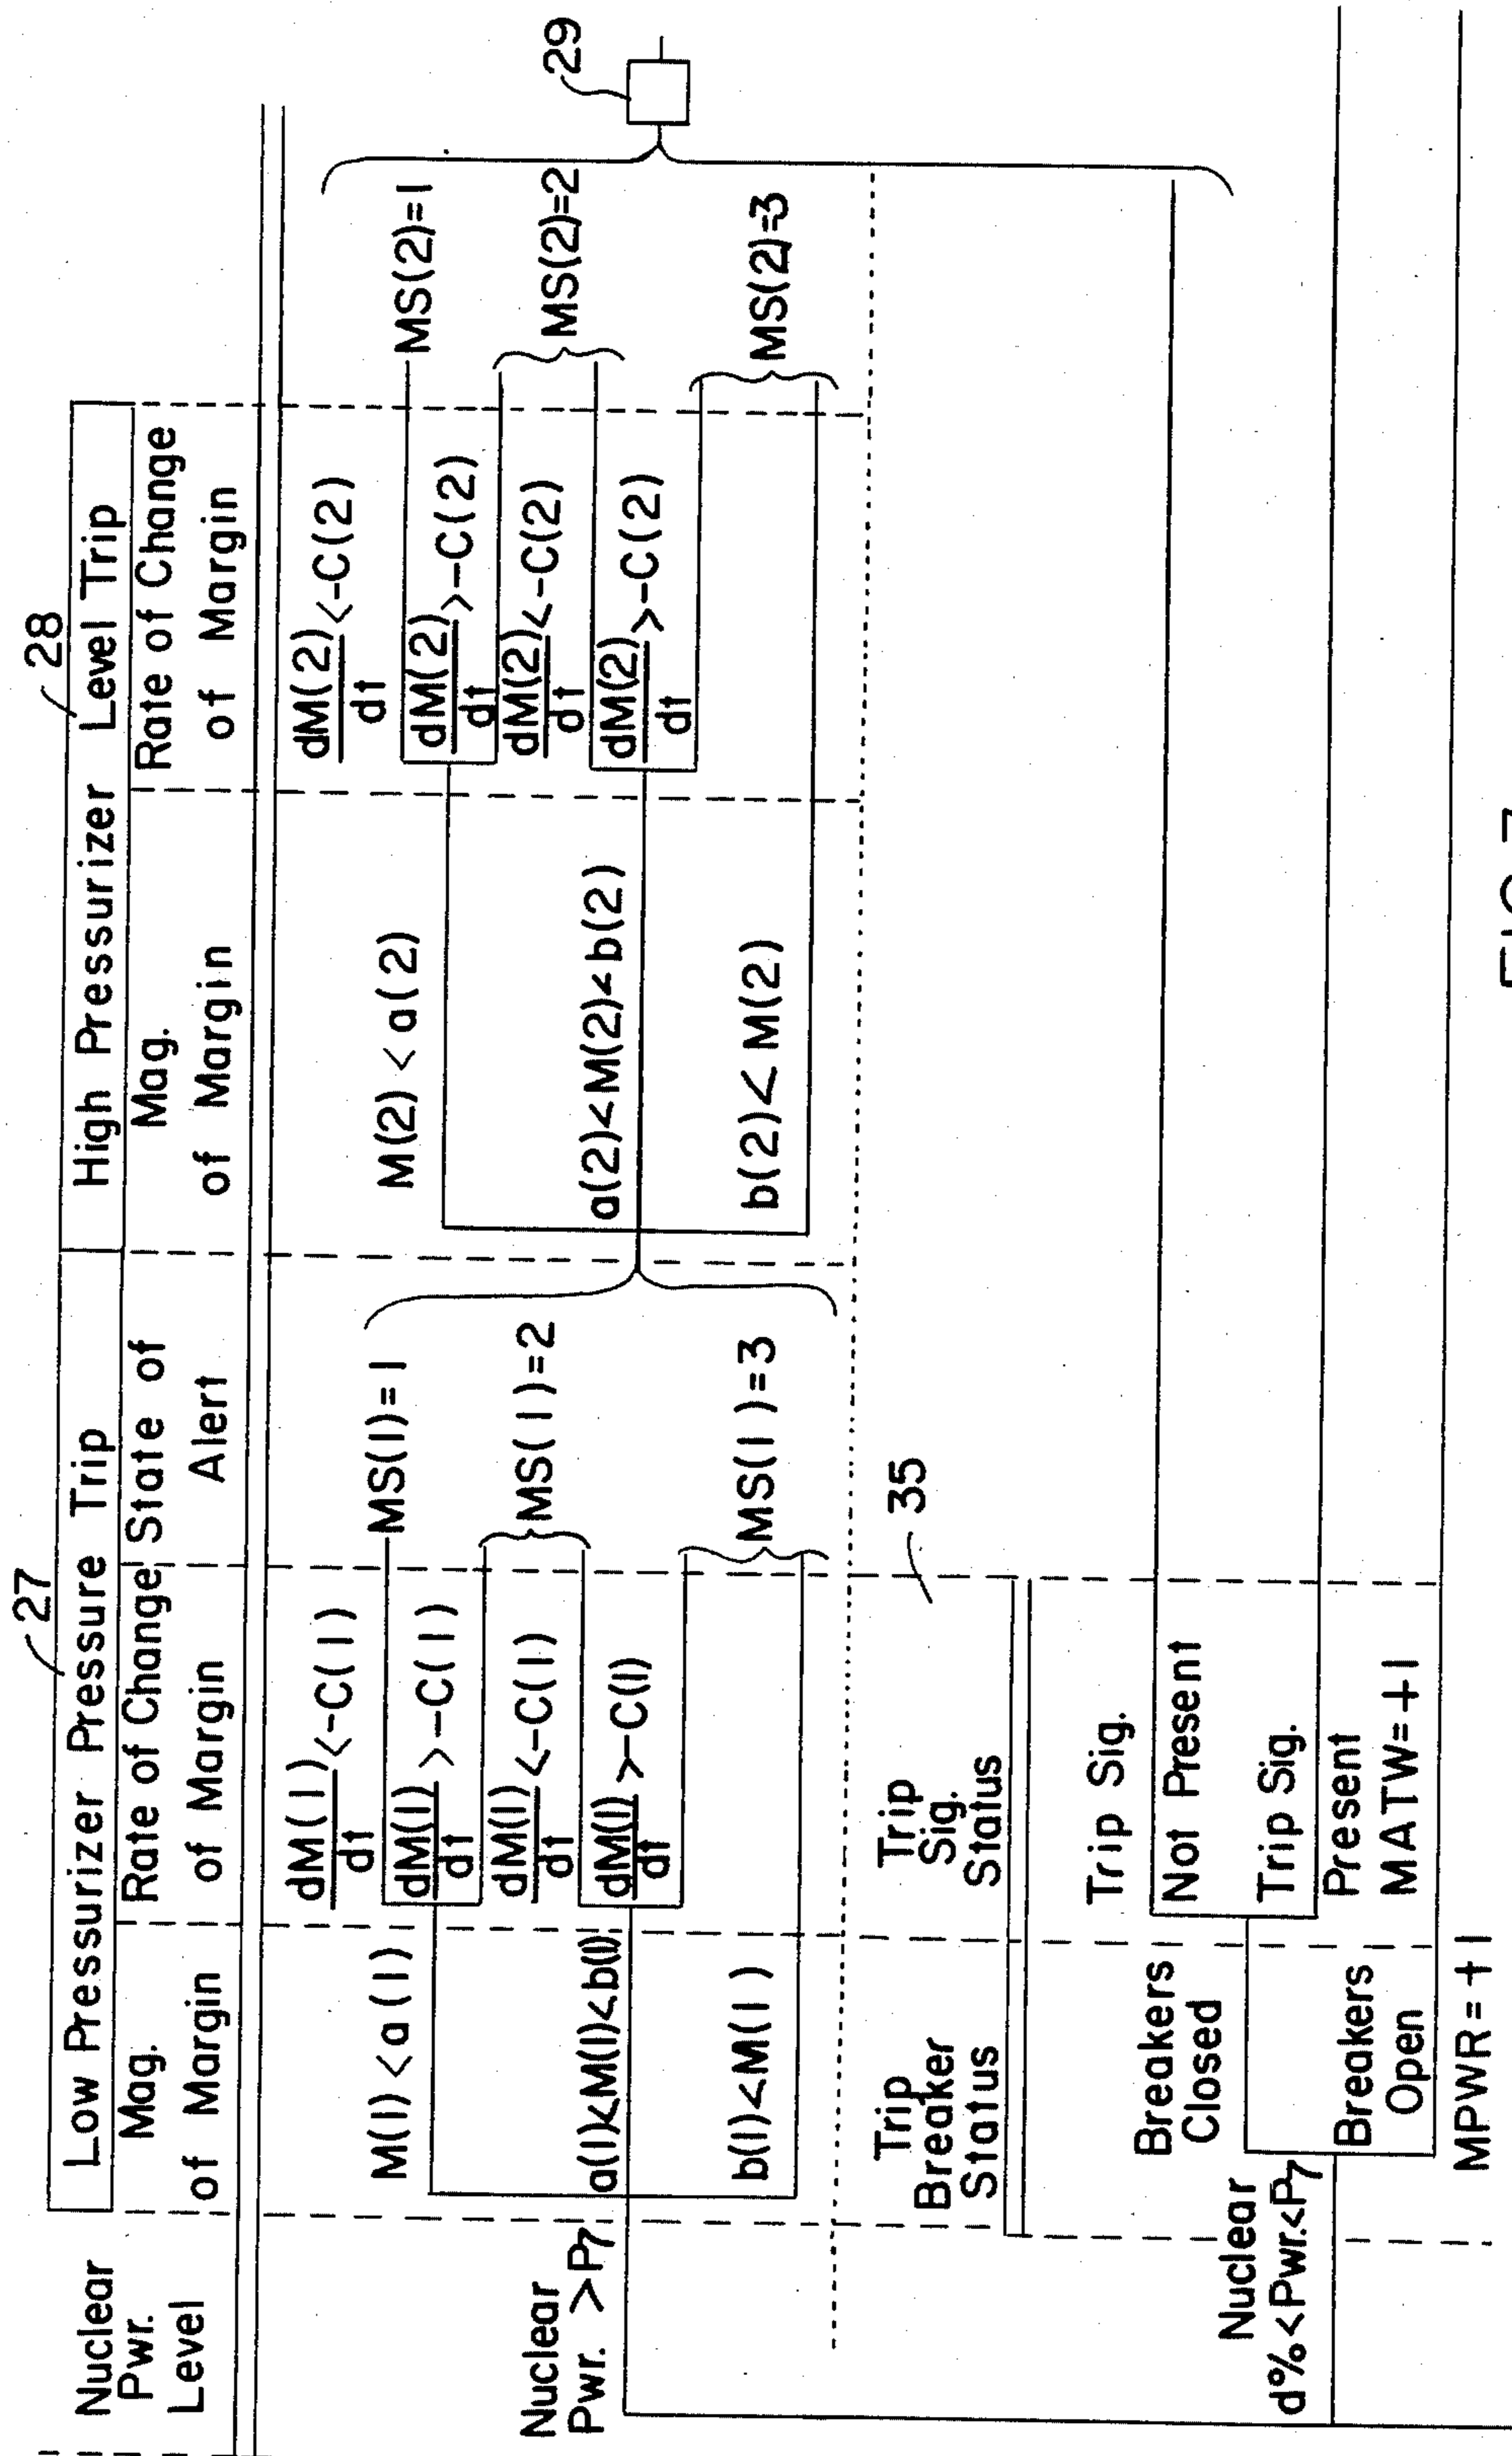 27
28
Low Pressurizer Pressure Trip
High Pressurizer Level Trip
Nuclear
Pwr.
Level
Mag.
of Margin
Rate of Change
of Margin
State of
Alert
Mag.
of Margin
Rate of Change
of Margin
Nuclear
Pwr. >P7
M(1)<a(1)
a(1)<M(1)<b(1)
b(1)<M(1)
dM(1)/dt <-C(1)
dM(1)/dt >-C(1)
dM(1)/dt <-C(1)
dM(1)/dt >-C(1)
MS(1)=1
MS(1)=2
MS(1)=3
M(2)<a(2)
a(2)<M(2)<b(2)
b(2)<M(2)
dM(2)/dt <-C(2)
dM(2)/dt >-C(2)
dM(2)/dt <-C(2)
dM(2)/dt >-C(2)
MS(2)=1
MS(2)=2
MS(2)=3
29
35
Trip
Breaker
Status
Trip
Sig.
Status
Nuclear
d%<Pwr.<P7
Breakers
Closed
Breakers
Open
Trip Sig.
Not Present
Trip Sig.
Present
MATW=+1
MPWR=+1